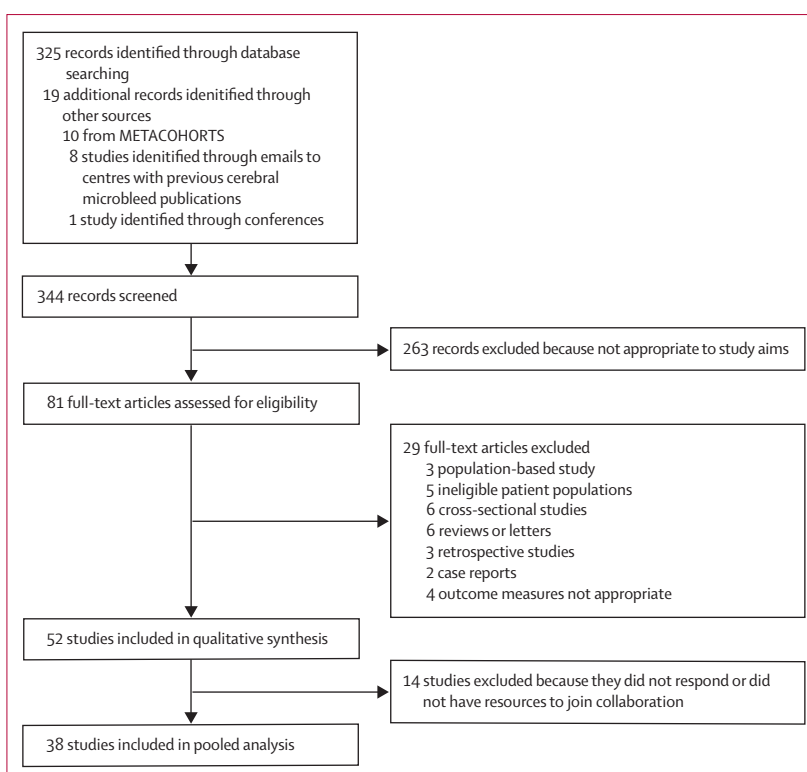 325 records identified through database
searching
19 additional records idenitified through
other sources
10 from METACOHORTS
8 studies idenitified through emails to
centres with previous cerebral
microbleed publications
1 study identified through conferences
344 records screened
263 records excluded because not appropriate to study aims
81 full-text articles assessed for eligibility
29 full-text articles excluded
3 population-based study
5 ineligible patient populations
6 cross-sectional studies
6 reviews or letters
3 retrospective studies
2 case reports
4 outcome measures not appropriate
52 studies included in qualitative synthesis
14 studies excluded because they did not respond or did
not have resources to join collaboration
38 studies included in pooled analysis